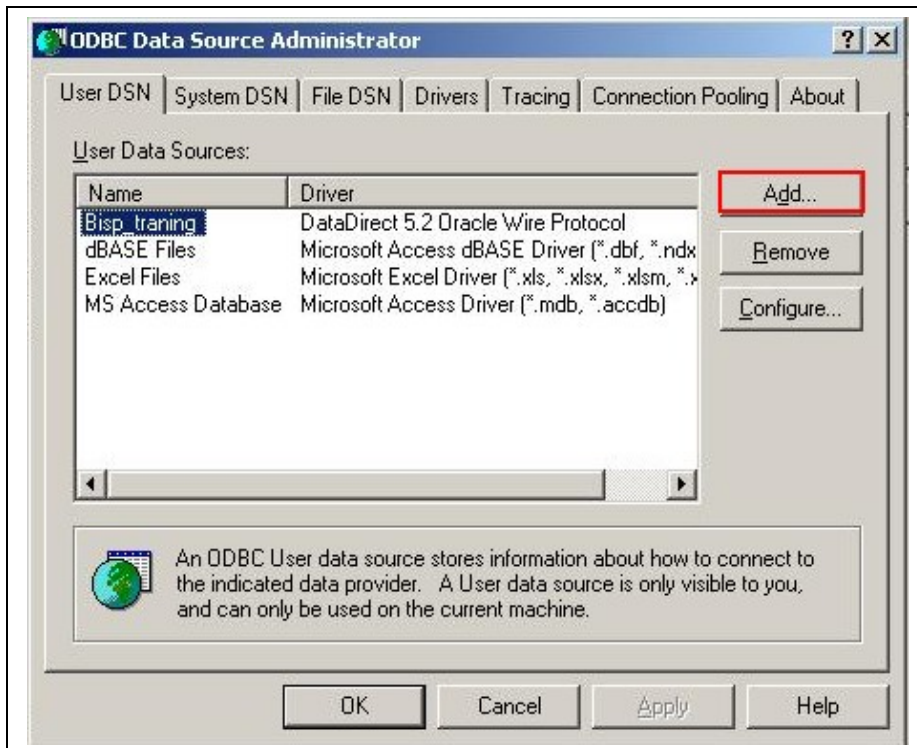 ODBC Data Source Administrator
User DSN System DSN File DSN Drivers Tracing Connection Pooling About
User Data Sources:
Name Driver
Bisp_traning DataDirect 5.2 Oracle Wire Protocol
dBASE Files Microsoft Access dBASE Driver (*.dbf, *.ndx
Excel Files Microsoft Excel Driver (*.xls, *.xlsx, *.xlsm, *.x
MS Access Database Microsoft Access Driver (*.mdb, *.accdb)
Add...
Remove
Configure...
An ODBC User data source stores information about how to connect to
the indicated data provider. A User data source is only visible to you,
and can only be used on the current machine.
OK Cancel Apply Help